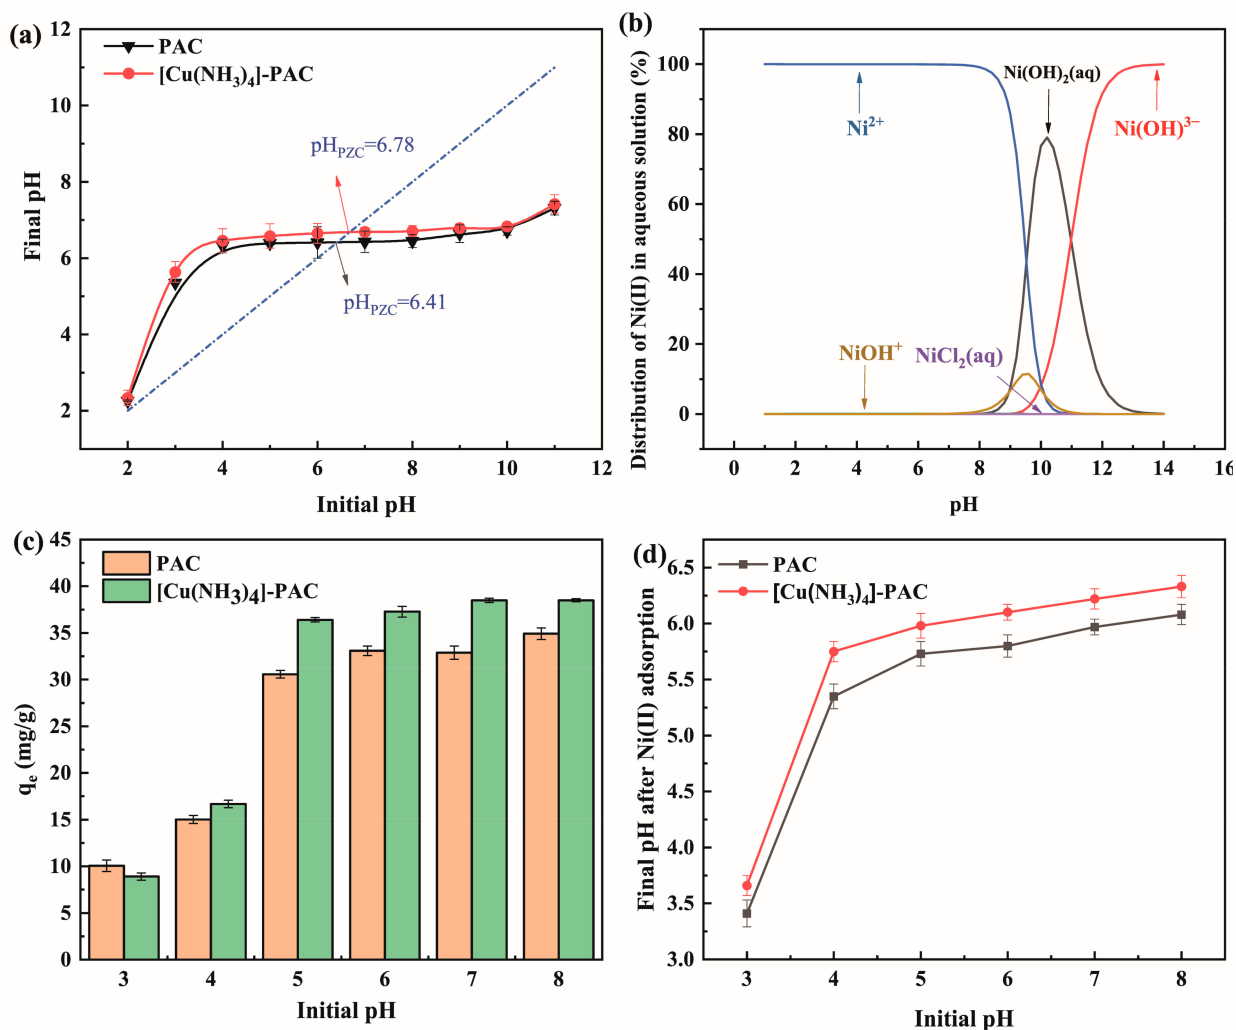 (a)
PAC
[Cu(NH3)4]-PAC
pHPZC=6.78
pHPZC=6.41
Final pH
12
10
8
6
4
2
2 4 6 8 10 12
Initial pH
(b)
Ni2+
Ni(OH)2(aq)
Ni(OH)3−
NiOH+
NiCl2(aq)
Distribution of Ni(II) in aqueous solution (%)
100
80
60
40
20
0
0 2 4 6 8 10 12 14 16
pH
(c)
PAC
[Cu(NH3)4]-PAC
qe (mg/g)
45
40
35
30
25
20
15
10
5
0
3 4 5 6 7 8
Initial pH
(d)
PAC
[Cu(NH3)4]-PAC
Final pH after Ni(II) adsorption
6.5
6.0
5.5
5.0
4.5
4.0
3.5
3.0
3 4 5 6 7 8
Initial pH